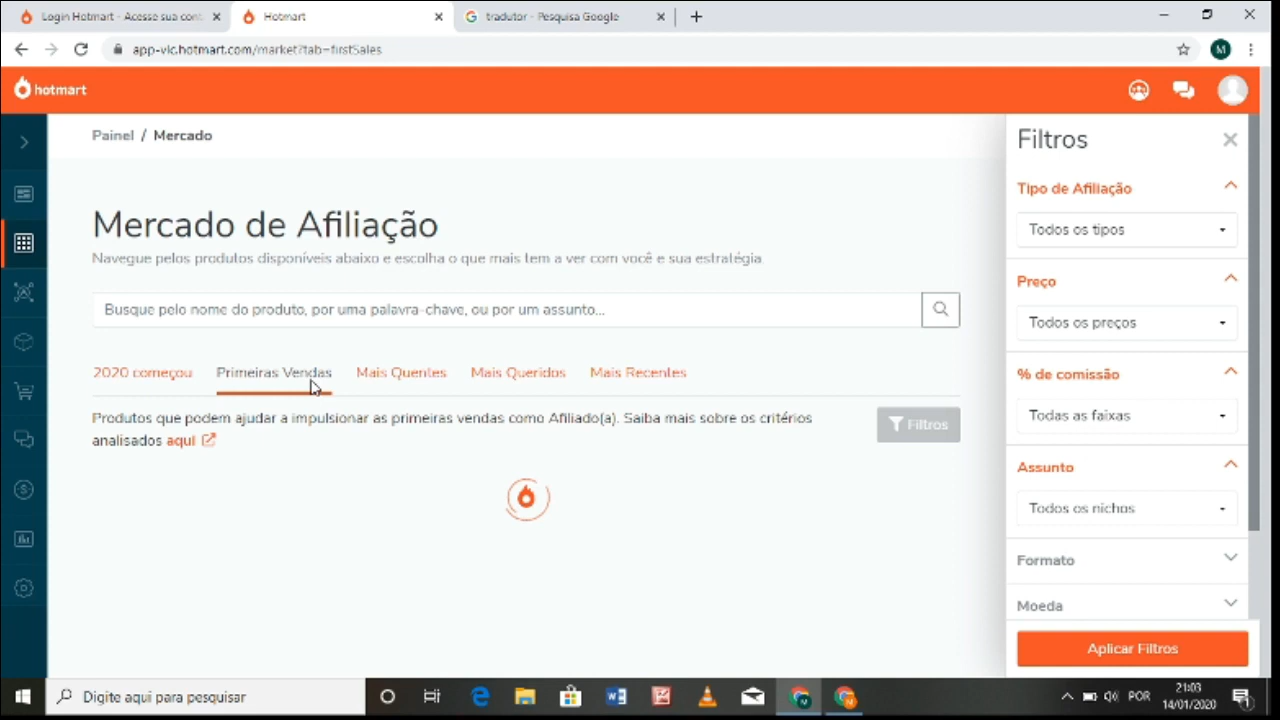 Login Hotmart - Acesse sua cont
Hotmart
tradutor - Pesquisa Google
app-vlc.hotmart.com/market?tab=firstSales
M
hotmart
Painel / Mercado
Filtros
Tipo de Afiliação
Todos os tipos
Mercado de Afiliação
Navegue pelos produtos disponíveis abaixo e escolha o que mais tem a ver com você e sua estratégia.
Preço
Busque pelo nome do produto, por uma palavra-chave, ou por um assunto...
Todos os preços
2020 começou Primeiras Vendas Mais Quentes Mais Queridos Mais Recentes
% de comissão
Todas as faixas
Produtos que podem ajudar a impulsionar as primeiras vendas como Afiliado(a). Saiba mais sobre os critérios
analisados aqui
Filtros
Assunto
Todos os nichos
Formato
Moeda
Aplicar Filtros
Digite aqui para pesquisar
POR
21:03
14/01/2020